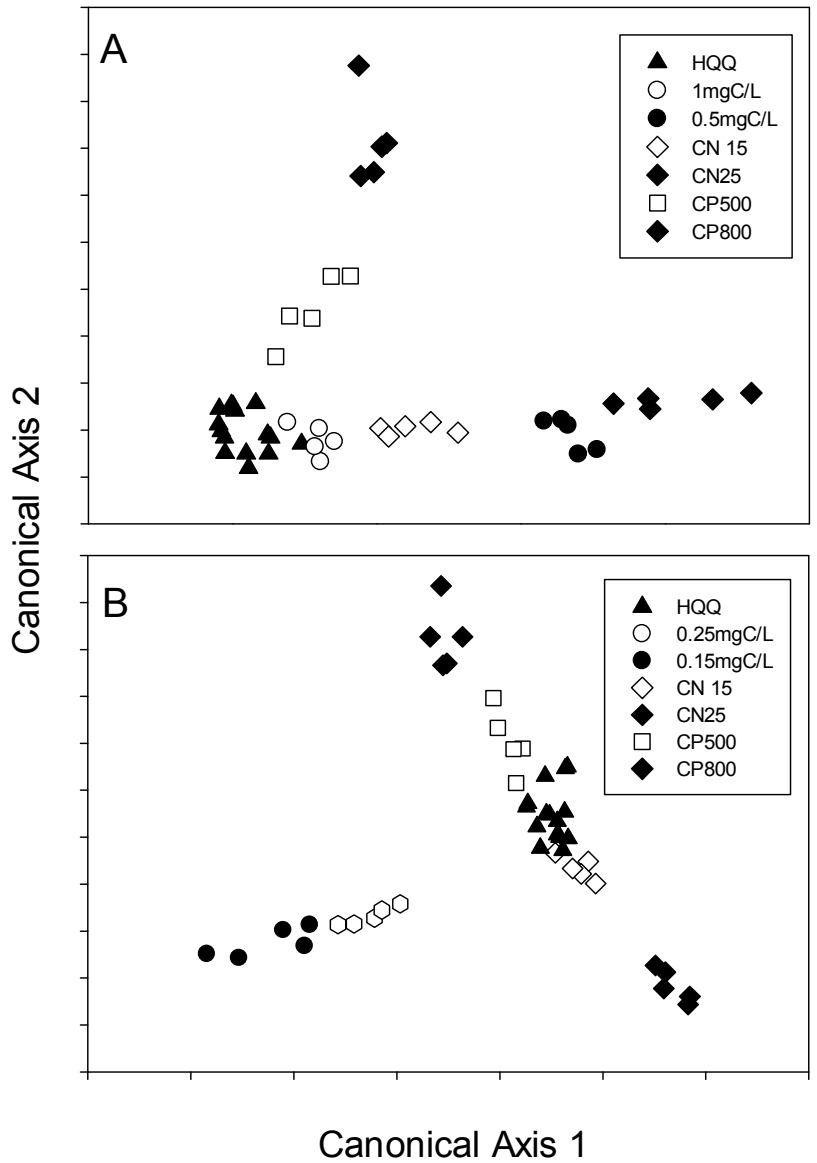 A
HQQ
1mgC/L
0.5mgC/L
CN 15
CN25
CP500
CP800
Canonical Axis 2
B
HQQ
0.25mgC/L
0.15mgC/L
CN 15
CN25
CP500
CP800
Canonical Axis 1